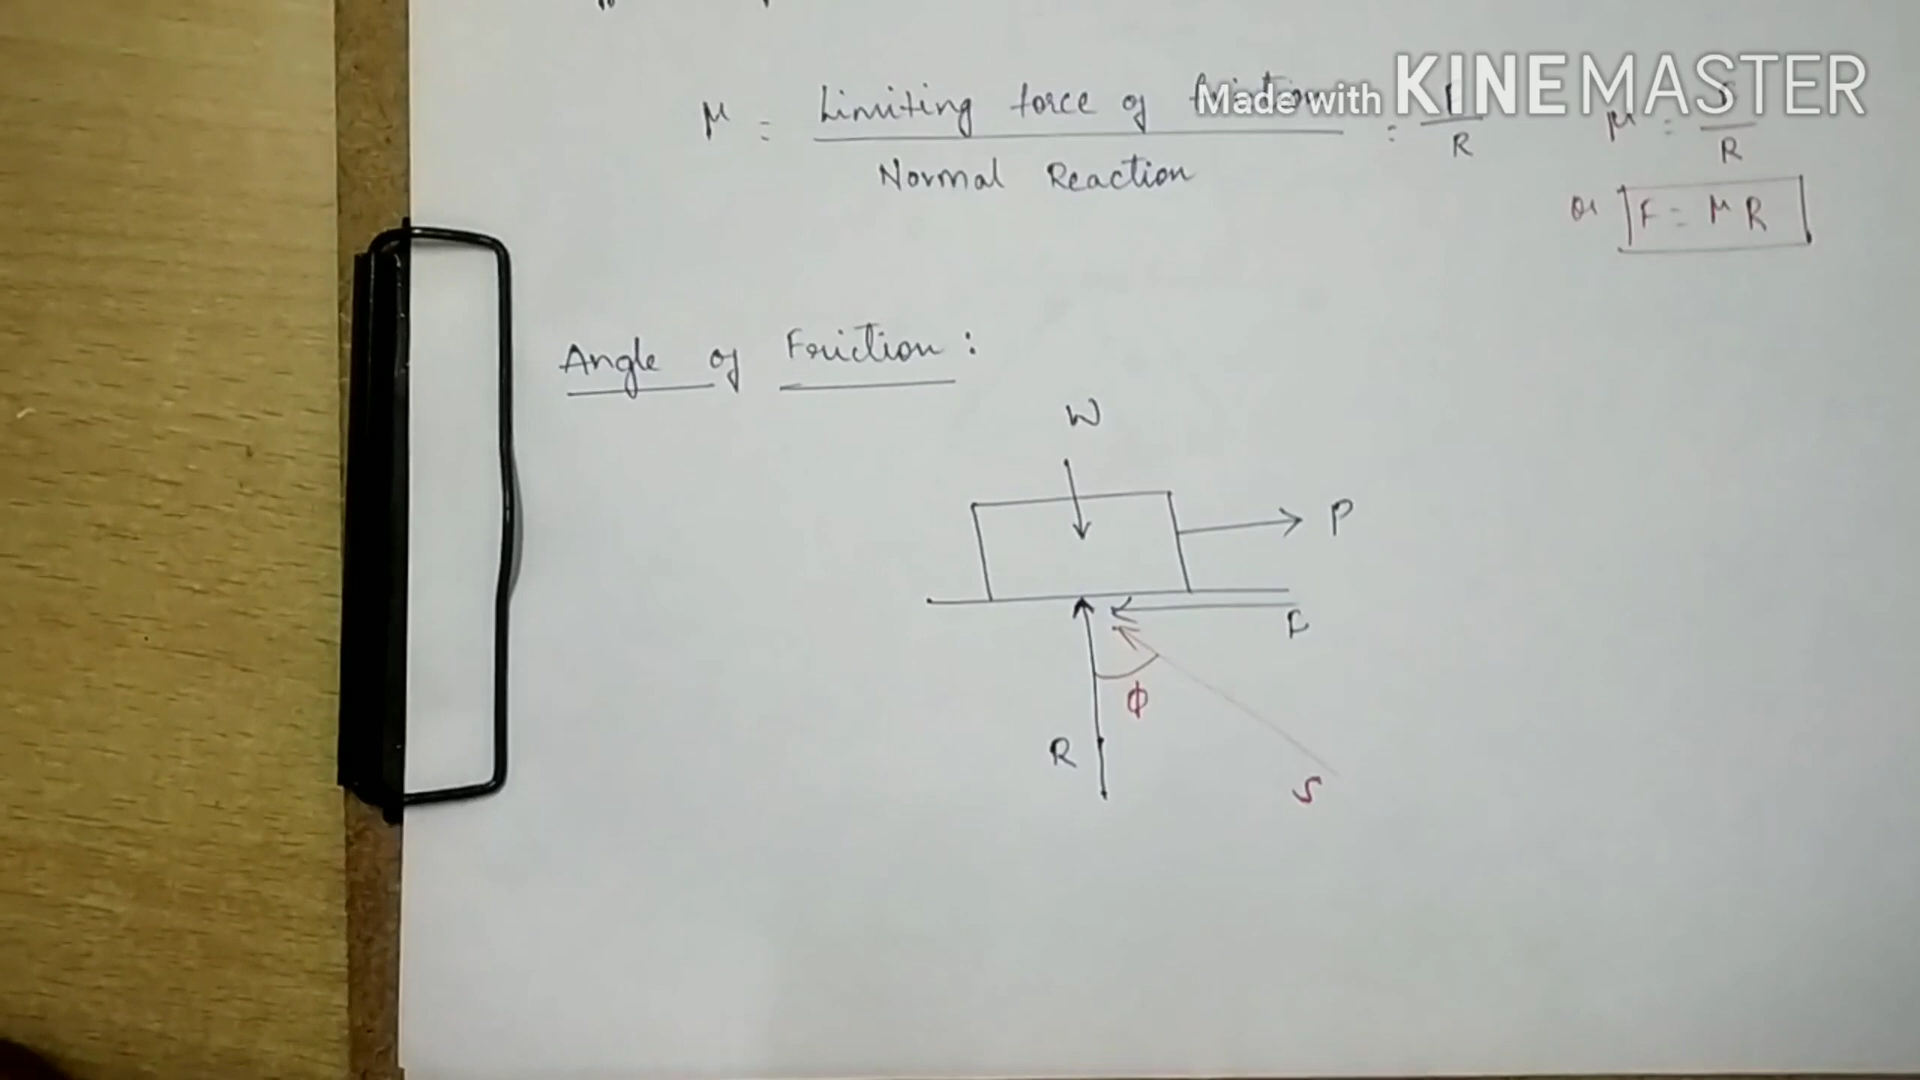 Made with KINEMASTER
μ = Limiting force of friction / Normal Reaction = F/R
μ = F/R
or F = μR
Angle of Friction :
W
P
F
φ
R
S